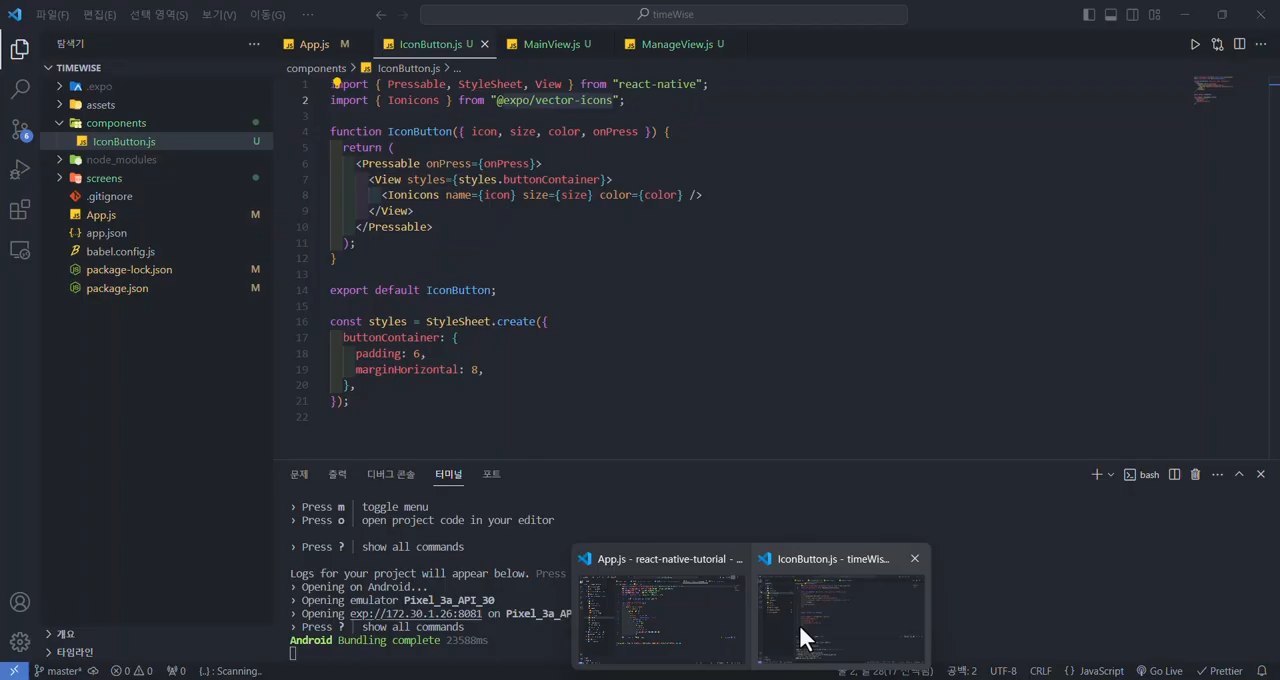 파일(F) 편집(E) 선택 영역(S) 보기(V) 이동(G) ··· timeWise
탐색기 ···
App.js M IconButton.js U MainView.js U ManageView.js U
TIMEWISE
.expo
assets
components
IconButton.js U
node_modules
screens
.gitignore
App.js M
app.json
babel.config.js
package-lock.json M
package.json M
6
개요
타임라인
components > IconButton.js > ...
1 import { Pressable, StyleSheet, View } from "react-native";
2 import { Ionicons } from "@expo/vector-icons";
3
4 function IconButton({ icon, size, color, onPress }) {
5 return (
6 <Pressable onPress={onPress}>
7 <View styles={styles.buttonContainer}>
8 <Ionicons name={icon} size={size} color={color} />
9 </View>
10 </Pressable>
11 );
12 }
13
14 export default IconButton;
15
16 const styles = StyleSheet.create({
17 buttonContainer: {
18 padding: 6,
19 marginHorizontal: 8,
20 },
21 });
22
문제 출력 디버그 콘솔 터미널 포트 bash
› Press m │ toggle menu
› Press o │ open project code in your editor
› Press ? │ show all commands
Logs for your project will appear below. Press
› Opening on Android...
› Opening emulator Pixel_3a_API_30
› Opening exp://172.30.1.26:8081 on Pixel_3a_AP
› Press ? │ show all commands
Android Bundling complete 23588ms
App.js - react-native-tutorial - ...
IconButton.js - timeWis...
master* 0 0 0 {..} : Scanning.. 공백: 2 UTF-8 CRLF {} JavaScript Go Live Prettier